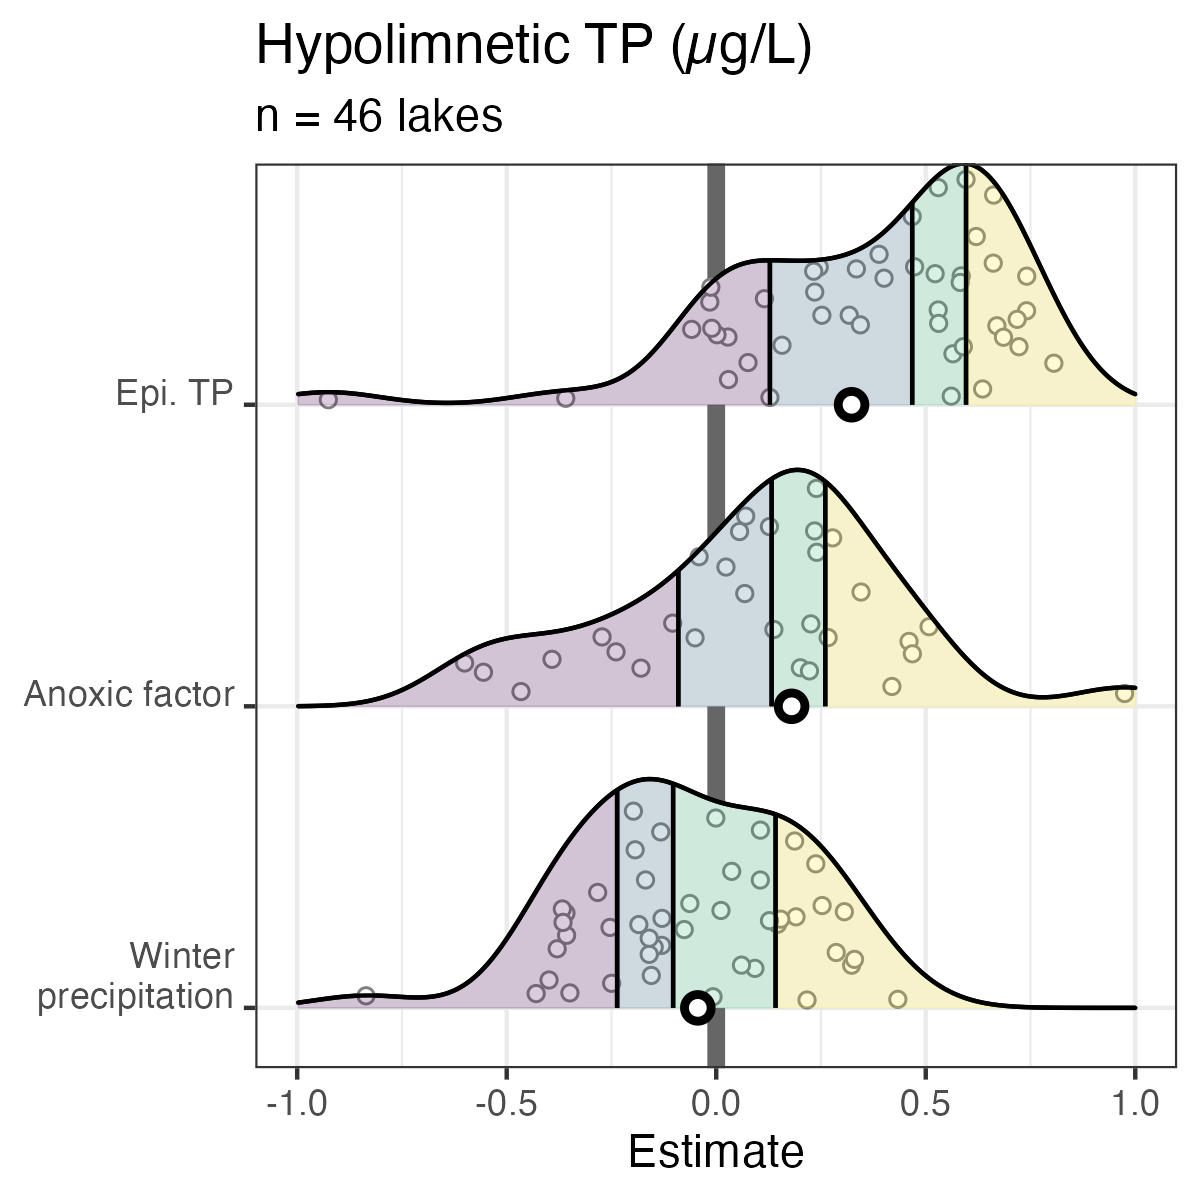 Hypolimnetic TP (µg/L)
n = 46 lakes
Epi. TP
Anoxic factor
Winter
precipitation
-1.0 -0.5 0.0 0.5 1.0
Estimate